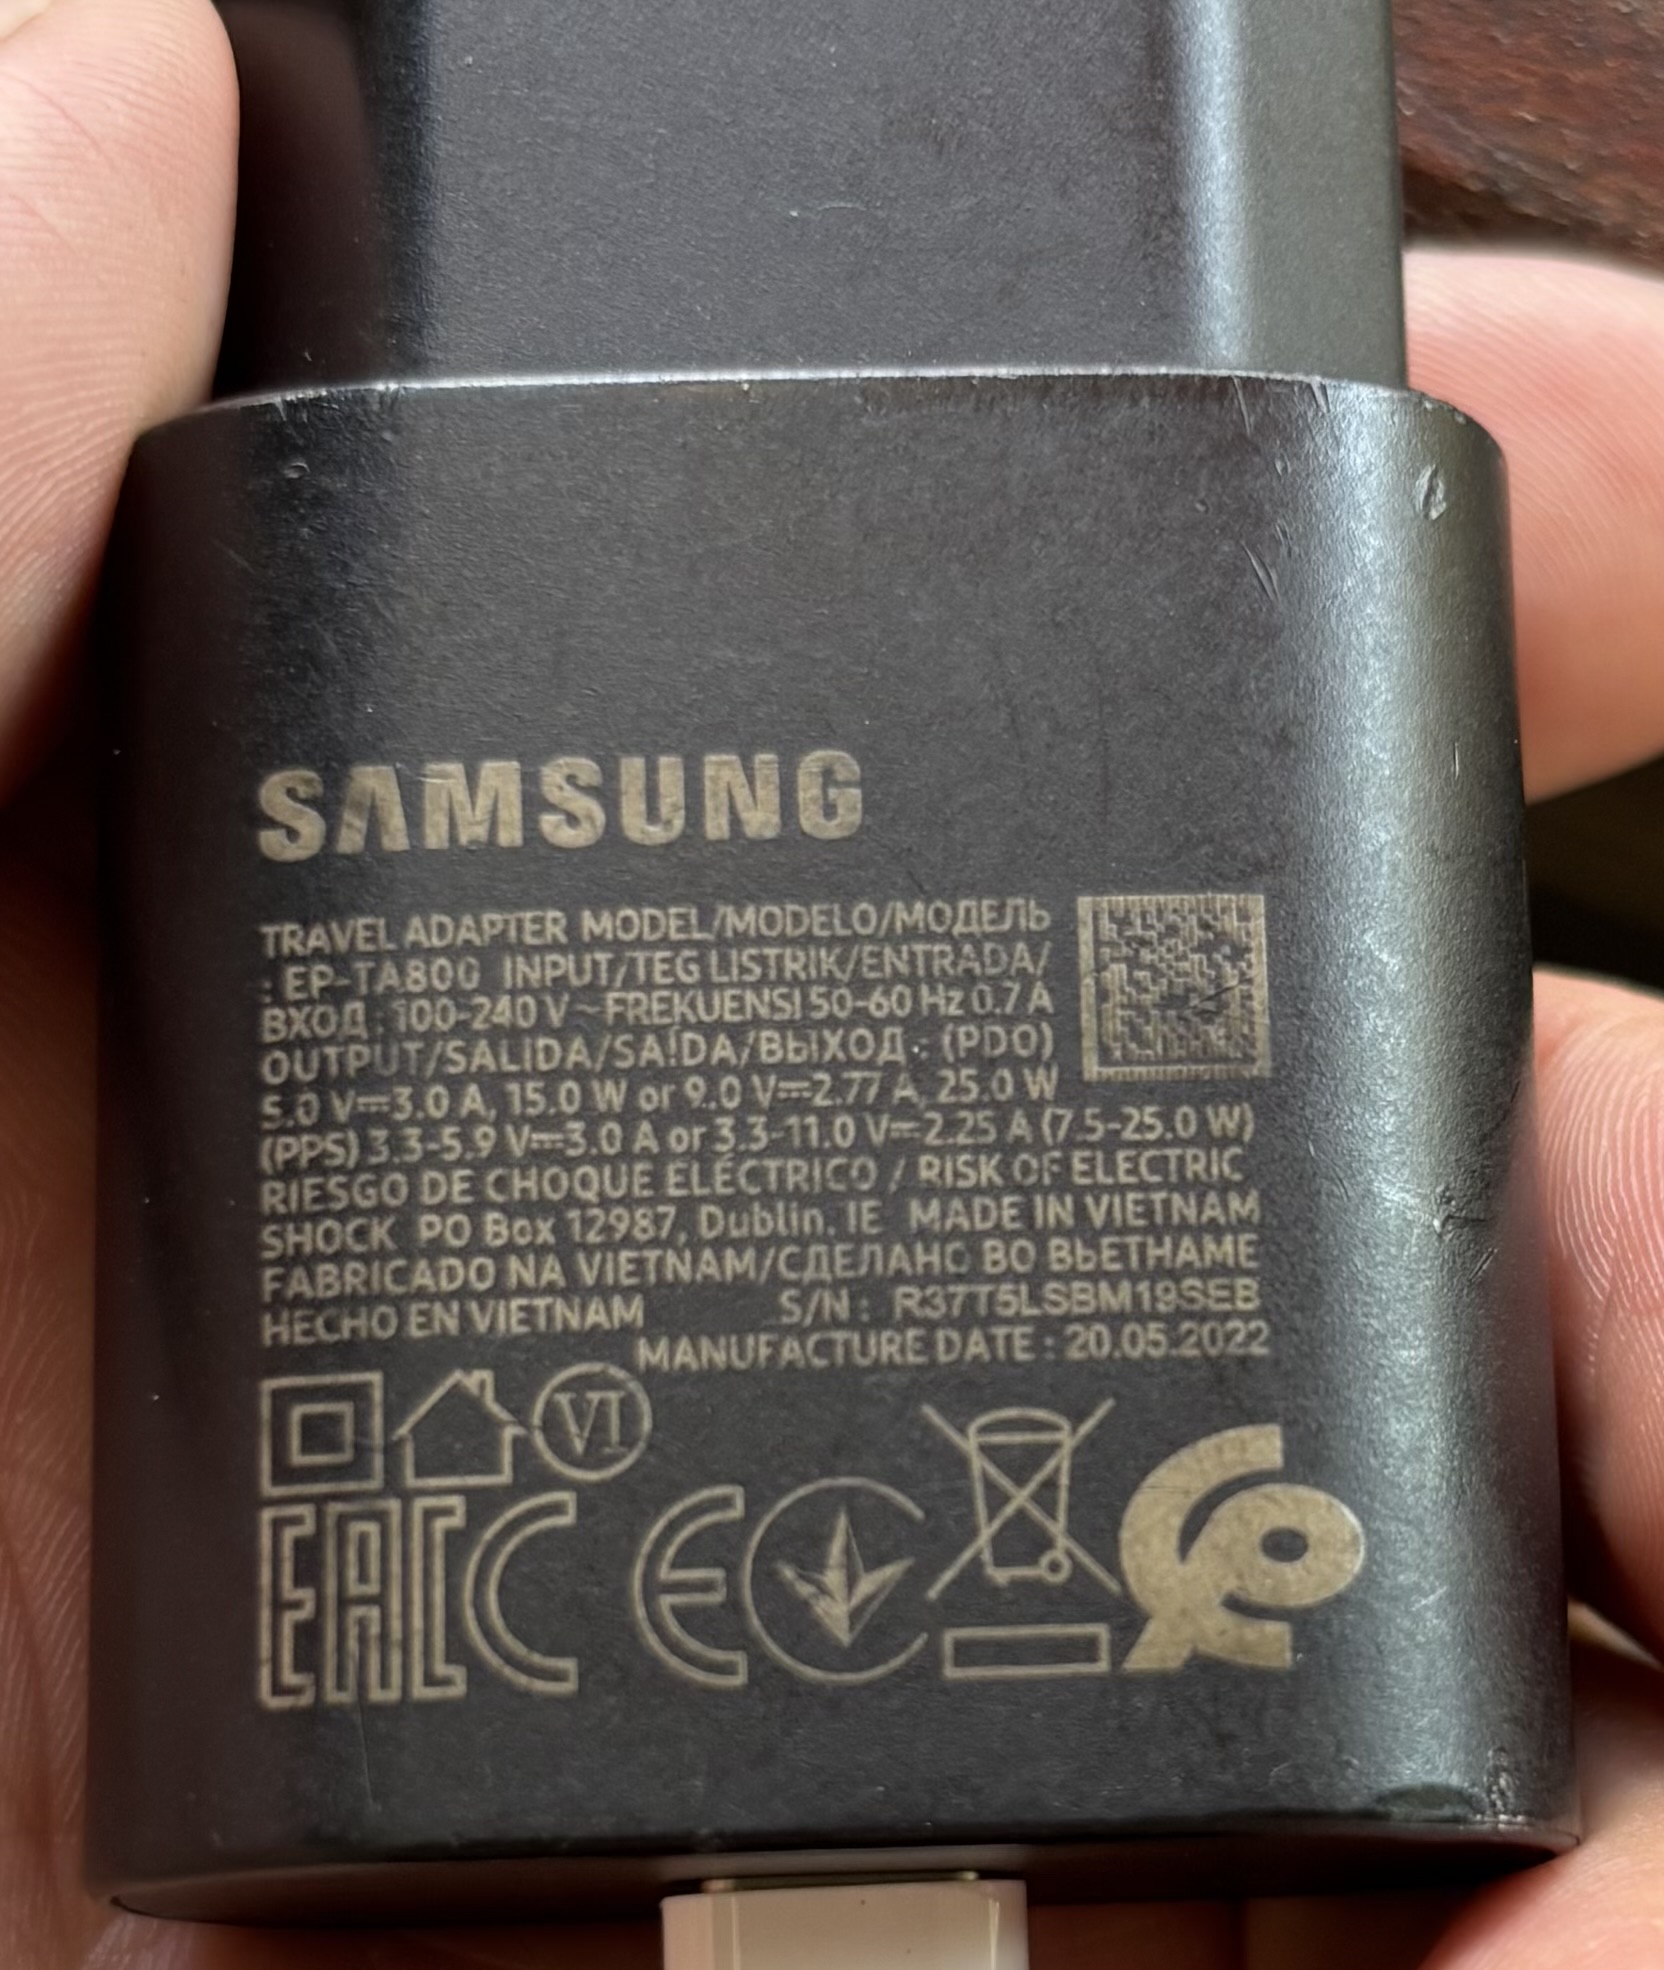 SAMSUNG
TRAVEL ADAPTER MODEL/MODELO/МОДЕЛЬ
: EP-TA800 INPUT/TEG LISTRIK/ENTRADA/
ВХОД : 100-240 V ~ FREKUENSI 50-60 Hz 0.7 A
OUTPUT/SALIDA/SAÍDA/ВЫХОД : (PDO)
5.0 V⎓3.0 A, 15.0 W or 9.0 V⎓2.77 A, 25.0 W
(PPS) 3.3-5.9 V⎓3.0 A or 3.3-11.0 V⎓2.25 A (7.5-25.0 W)
RIESGO DE CHOQUE ELÉCTRICO / RISK OF ELECTRIC
SHOCK PO Box 12987, Dublin. IE MADE IN VIETNAM
FABRICADO NA VIETNAM/СДЕЛАНО ВО ВЬЕТНАМЕ
HECHO EN VIETNAM S/N : R37T5LSBM19SEB
MANUFACTURE DATE : 20.05.2022
VI
EAC CE